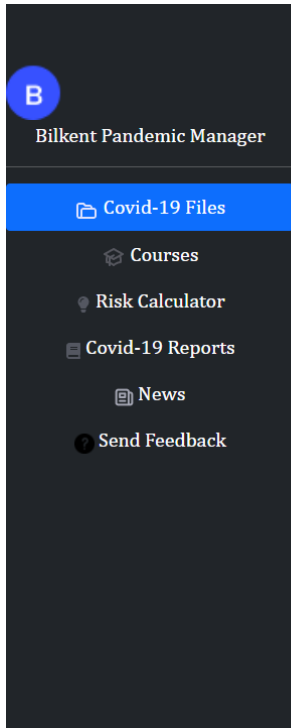 B
Bilkent Pandemic Manager
Covid-19 Files
Courses
Risk Calculator
Covid-19 Reports
News
? Send Feedback